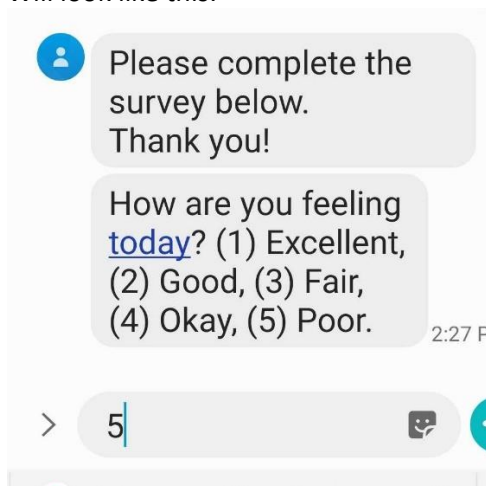 Please complete the
survey below.
Thank you!
How are you feeling
today? (1) Excellent,
(2) Good, (3) Fair,
(4) Okay, (5) Poor.
2:27
5